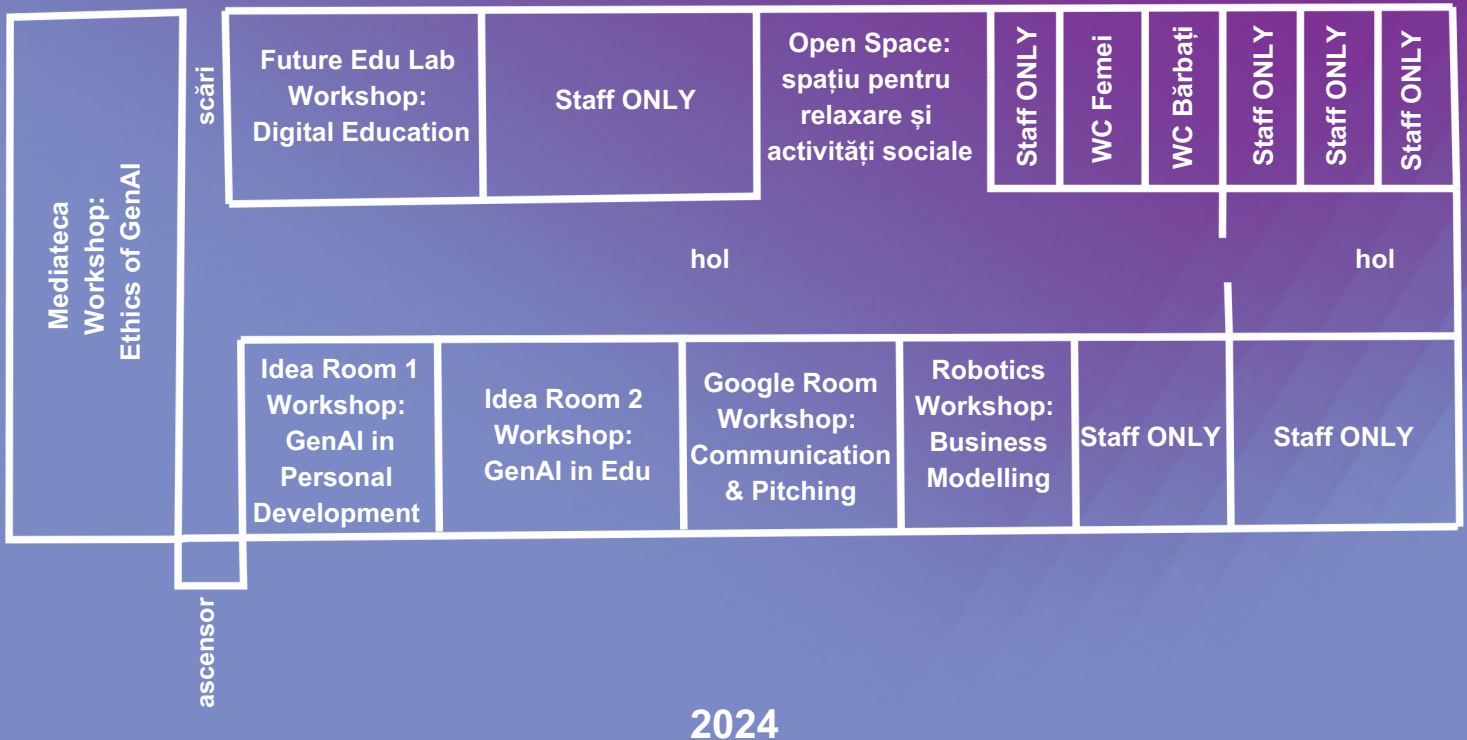 Mediateca
Workshop:
Ethics of GenAI
scări
Future Edu Lab
Workshop:
Digital Education
Staff ONLY
Open Space:
spațiu pentru
relaxare și
activități sociale
Staff ONLY
WC Femei
WC Bărbați
Staff ONLY
Staff ONLY
Staff ONLY
hol
hol
Idea Room 1
Workshop:
GenAI in
Personal
Development
Idea Room 2
Workshop:
GenAI in Edu
Google Room
Workshop:
Communication
& Pitching
Robotics
Workshop:
Business
Modelling
Staff ONLY
Staff ONLY
ascensor
2024